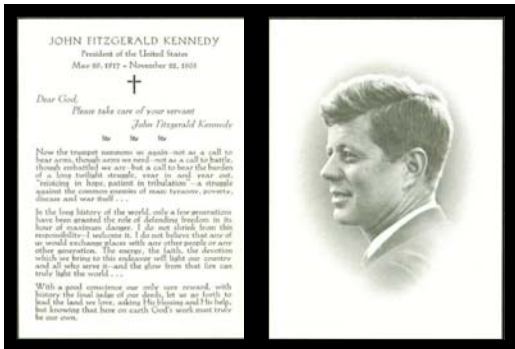 JOHN FITZGERALD KENNEDY
President of the United States
May 29, 1917 - November 22, 1963
Dear God,
Please take care of your servant
John Fitzgerald Kennedy
Now the trumpet summons us again—not as a call to
bear arms, though arms we need—not as a call to battle,
though embattled we are—but a call to bear the burden
of a long twilight struggle, year in and year out,
"rejoicing in hope, patient in tribulation"—a struggle
against the common enemies of man: tyranny, poverty,
disease and war itself . . .
In the long history of the world, only a few generations
have been granted the role of defending freedom in its
hour of maximum danger. I do not shrink from this
responsibility—I welcome it. I do not believe that any of
us would exchange places with any other people or any
other generation. The energy, the faith, the devotion
which we bring to this endeavor will light our country
and all who serve it—and the glow from that fire can
truly light the world . . .
With a good conscience our only sure reward, with
history the final judge of our deeds, let us go forth to
lead the land we love, asking His blessing and His help,
but knowing that here on earth God's work must truly
be our own.